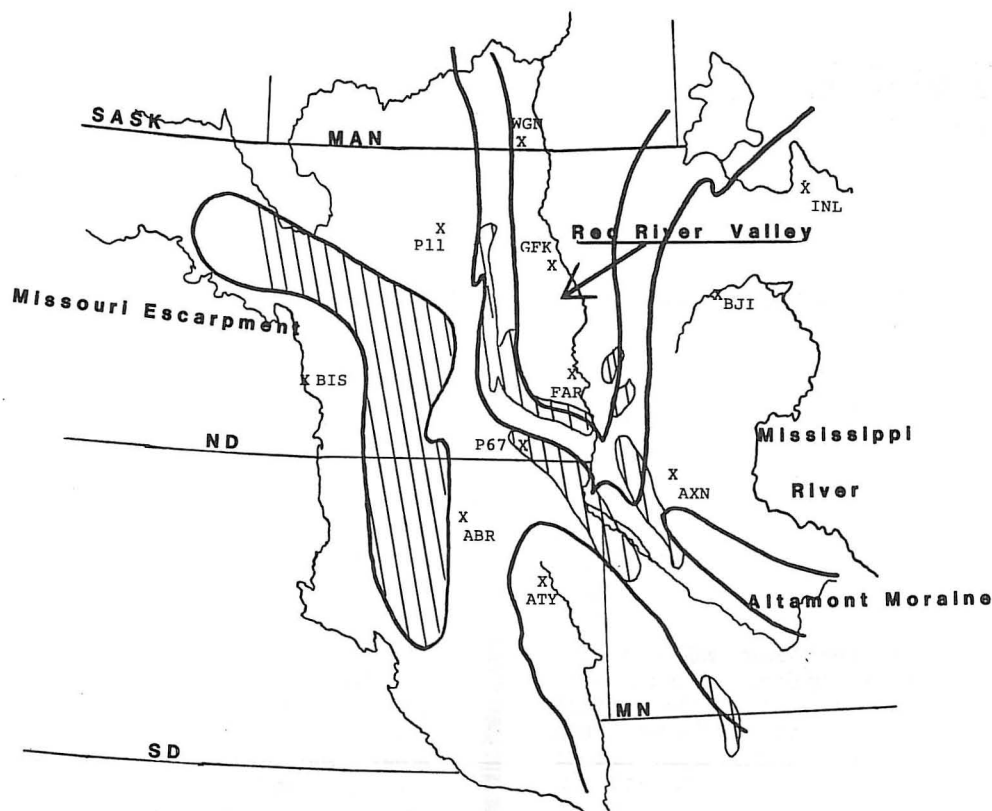 SASK
MAN
WGN
X
X
P11
GFK
X
Red River Valley
X
INL
X
BJI
Missouri Escarpment
X BIS
X
FAR
ND
P67 X
Mississippi
River
X
AXN
X
ABR
X
ATY
Altamont Moraine
MN
SD